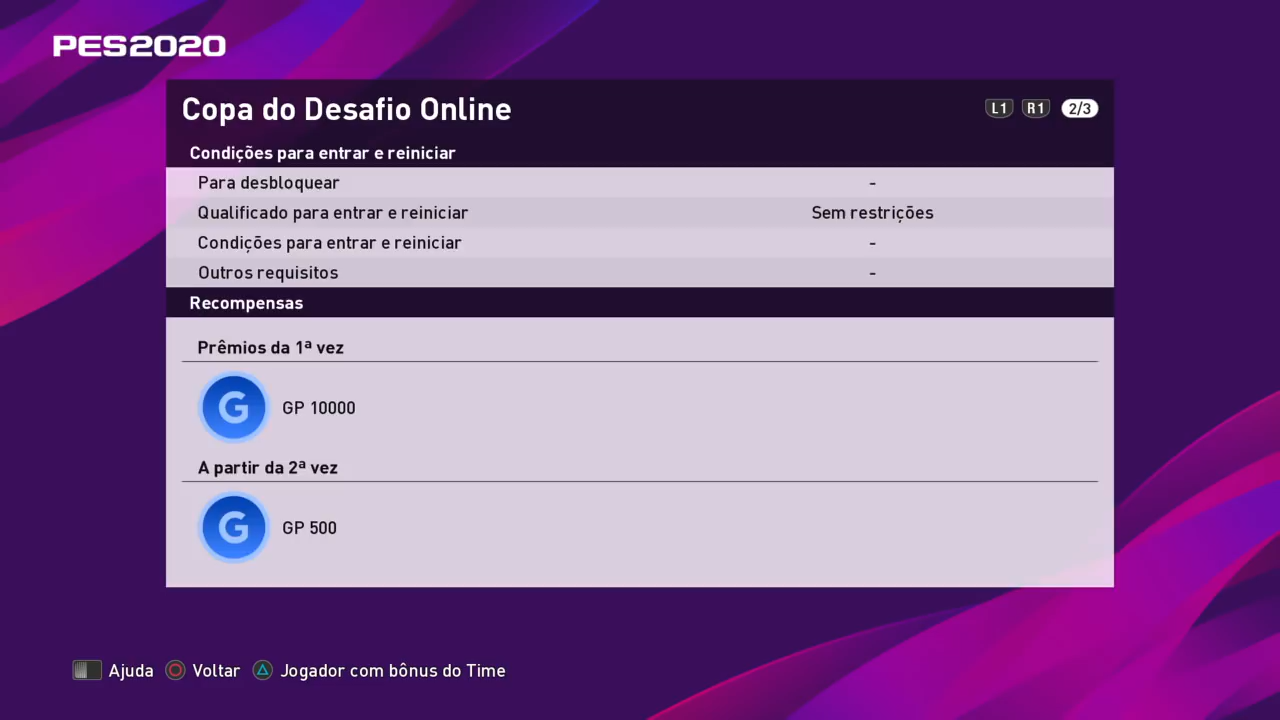 PES2020
Copa do Desafio Online
L1 R1 2/3
Condições para entrar e reiniciar
Para desbloquear -
Qualificado para entrar e reiniciar Sem restrições
Condições para entrar e reiniciar -
Outros requisitos -
Recompensas
Prêmios da 1ª vez
G GP 10000
A partir da 2ª vez
G GP 500
Ajuda Voltar Jogador com bônus do Time